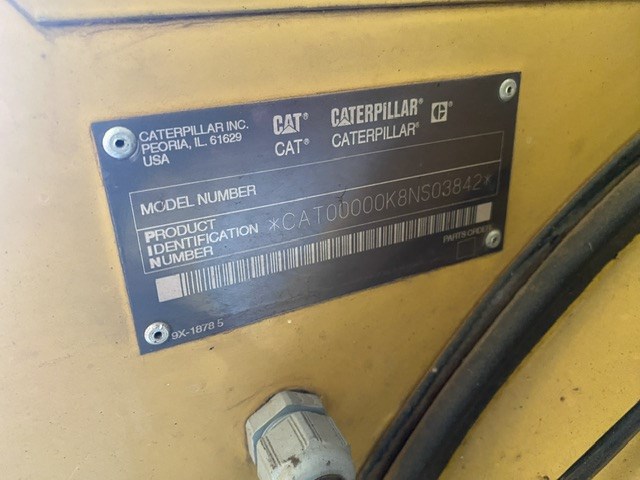 CATERPILLAR INC.
PEORIA, IL. 61629
USA
CAT CATERPILLAR C
CAT® CATERPILLAR®
MODEL NUMBER
PRODUCT
IDENTIFICATION
NUMBER
*CAT00000K8NS03842*
PARTS ORDER
9X-1878 5